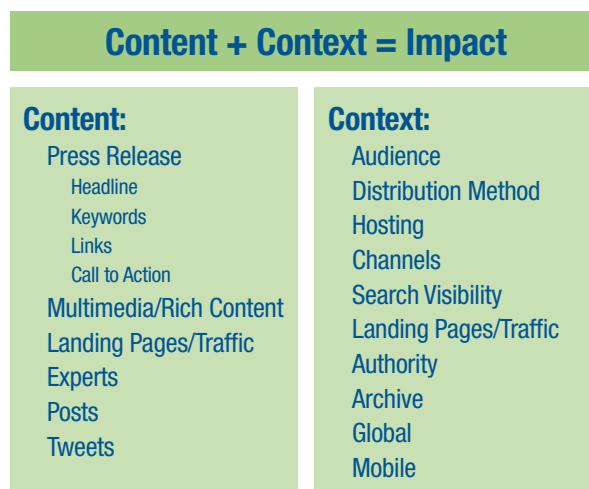 Content + Context = Impact
Content:
Press Release
Headline
Keywords
Links
Call to Action
Multimedia/Rich Content
Landing Pages/Traffic
Experts
Posts
Tweets
Context:
Audience
Distribution Method
Hosting
Channels
Search Visibility
Landing Pages/Traffic
Authority
Archive
Global
Mobile